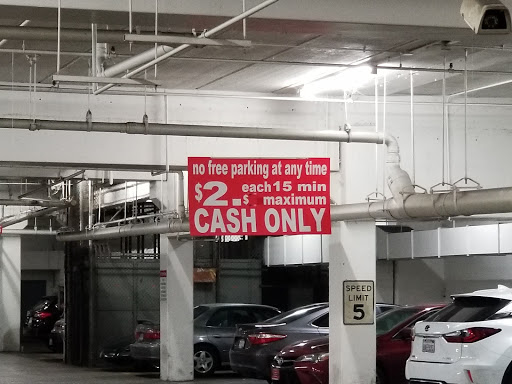 no free parking at any time
$2. each 15 min
$ maximum
CASH ONLY
SPEED
LIMIT
5